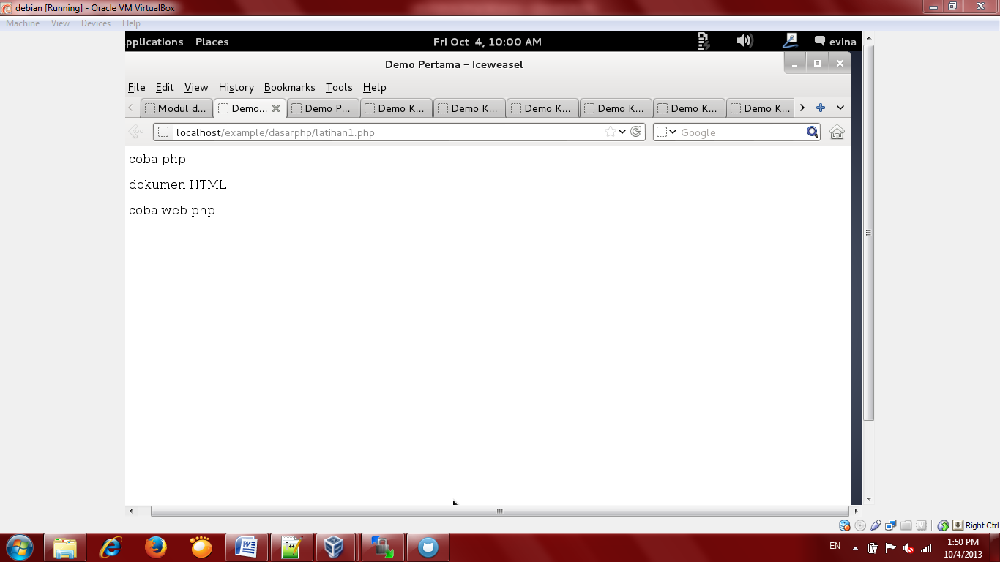 debian [Running] - Oracle VM VirtualBox
Machine View Devices Help
pplications Places Fri Oct 4, 10:00 AM evina
Demo Pertama – Iceweasel
File Edit View History Bookmarks Tools Help
Modul d... Demo... Demo P... Demo K... Demo K... Demo K... Demo K... Demo K... Demo K...
localhost/example/dasarphp/latihan1.php Google
coba php
dokumen HTML
coba web php
Right Ctrl
EN 1:50 PM
10/4/2013